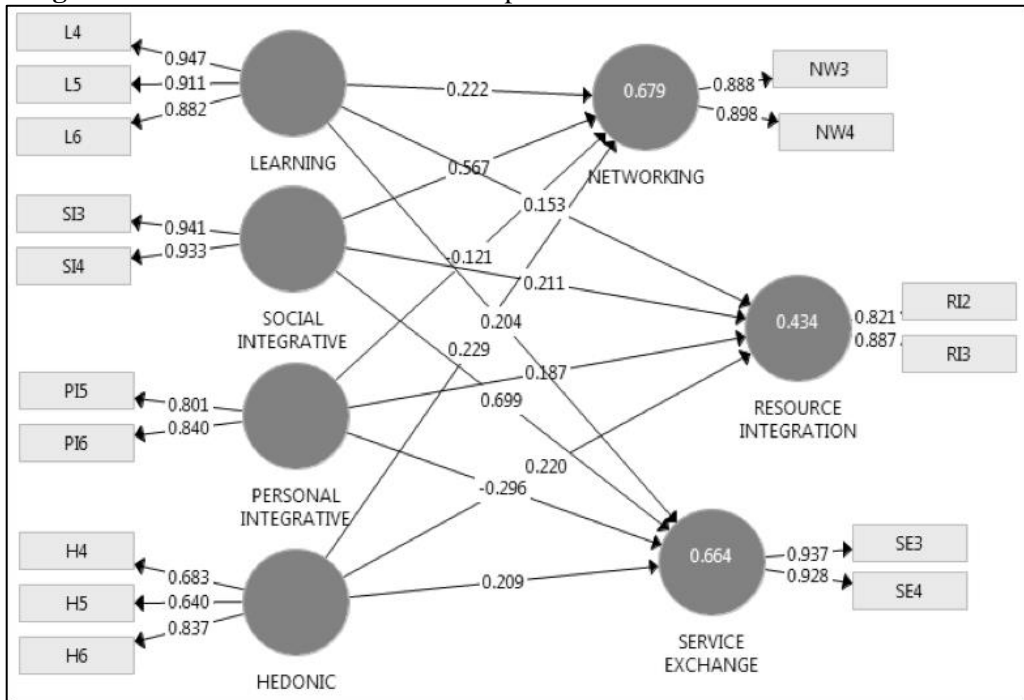 L4
0.947
L5
0.911
L6
0.882
LEARNING
SI3
0.941
SI4
0.933
SOCIAL
INTEGRATIVE
PI5
0.801
PI6
0.840
PERSONAL
INTEGRATIVE
H4
0.683
H5
0.640
H6
0.837
HEDONIC
0.222
0.567
0.153
-0.121
0.211
0.204
0.229
0.187
0.699
0.220
-0.296
0.209
0.679
NETWORKING
0.888
NW3
0.898
NW4
0.434
RESOURCE
INTEGRATION
0.821
RI2
0.887
RI3
0.664
SERVICE
EXCHANGE
0.937
SE3
0.928
SE4